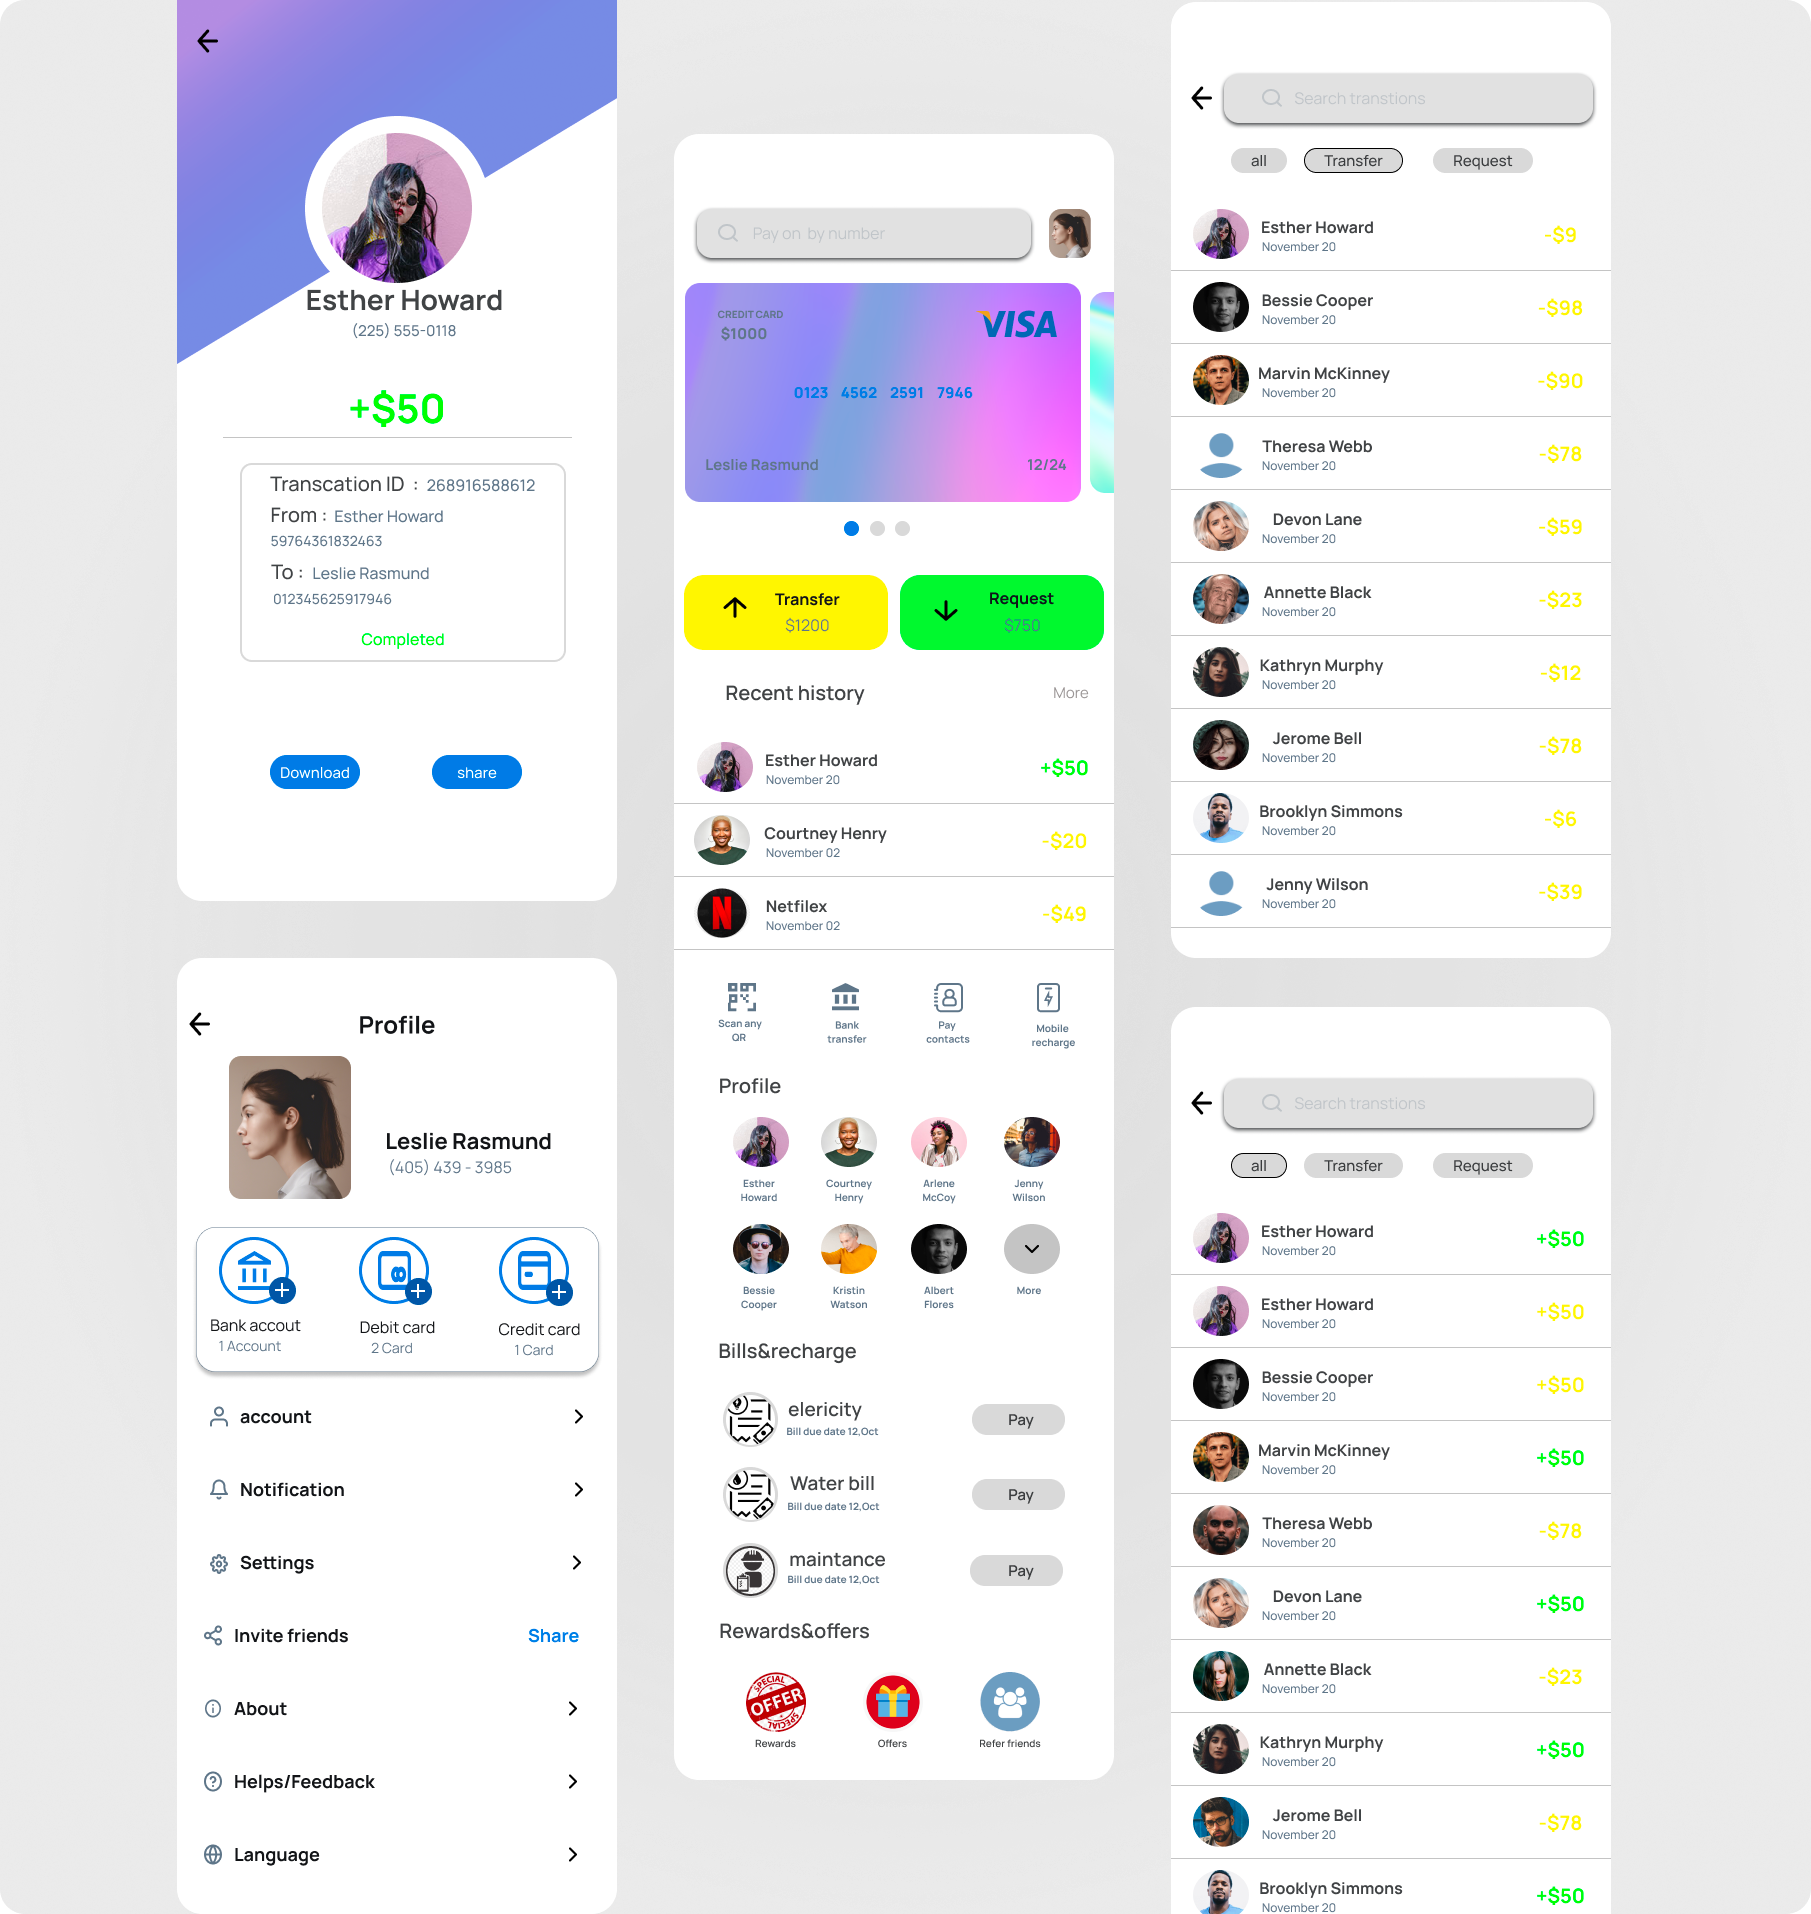 Esther Howard
(225) 555-0118
+$50
Transcation ID : 268916588612
From : Esther Howard
59764361832463
To : Leslie Rasmund
012345625917946
Completed
Download share
Profile
Leslie Rasmund
(405) 439 - 3985
Bank accout Debit card Credit card
1 Account 2 Card 1 Card
account
Notification
Settings
Invite friends Share
About
Helps/Feedback
Language
Pay on by number
CREDIT CARD
$1000
VISA
0123 4562 2591 7946
Leslie Rasmund 12/24
Transfer
$1200
Request
$750
Recent history More
Esther Howard
November 20
+$50
Courtney Henry
November 02
-$20
Netfilex
November 02
-$49
Scan any
QR
Bank
transfer
Pay
contacts
Mobile
recharge
Profile
Esther
Howard
Courtney
Henry
Arlene
McCoy
Jenny
Wilson
Bessie
Cooper
Kristin
Watson
Albert
Flores
More
Bills&recharge
elericity
Bill due date 12,Oct
Pay
Water bill
Bill due date 12,Oct
Pay
maintance
Bill due date 12,Oct
Pay
Rewards&offers
SPECIAL
OFFER
SPECIAL
Rewards Offers Refer friends
Search transtions
all Transfer Request
Esther Howard
November 20
-$9
Bessie Cooper
November 20
-$98
Marvin McKinney
November 20
-$90
Theresa Webb
November 20
-$78
Devon Lane
November 20
-$59
Annette Black
November 20
-$23
Kathryn Murphy
November 20
-$12
Jerome Bell
November 20
-$78
Brooklyn Simmons
November 20
-$6
Jenny Wilson
November 20
-$39
Search transtions
all Transfer Request
Esther Howard
November 20
+$50
Esther Howard
November 20
+$50
Bessie Cooper
November 20
+$50
Marvin McKinney
November 20
+$50
Theresa Webb
November 20
-$78
Devon Lane
November 20
+$50
Annette Black
November 20
-$23
Kathryn Murphy
November 20
+$50
Jerome Bell
November 20
-$78
Brooklyn Simmons
November 20
+$50